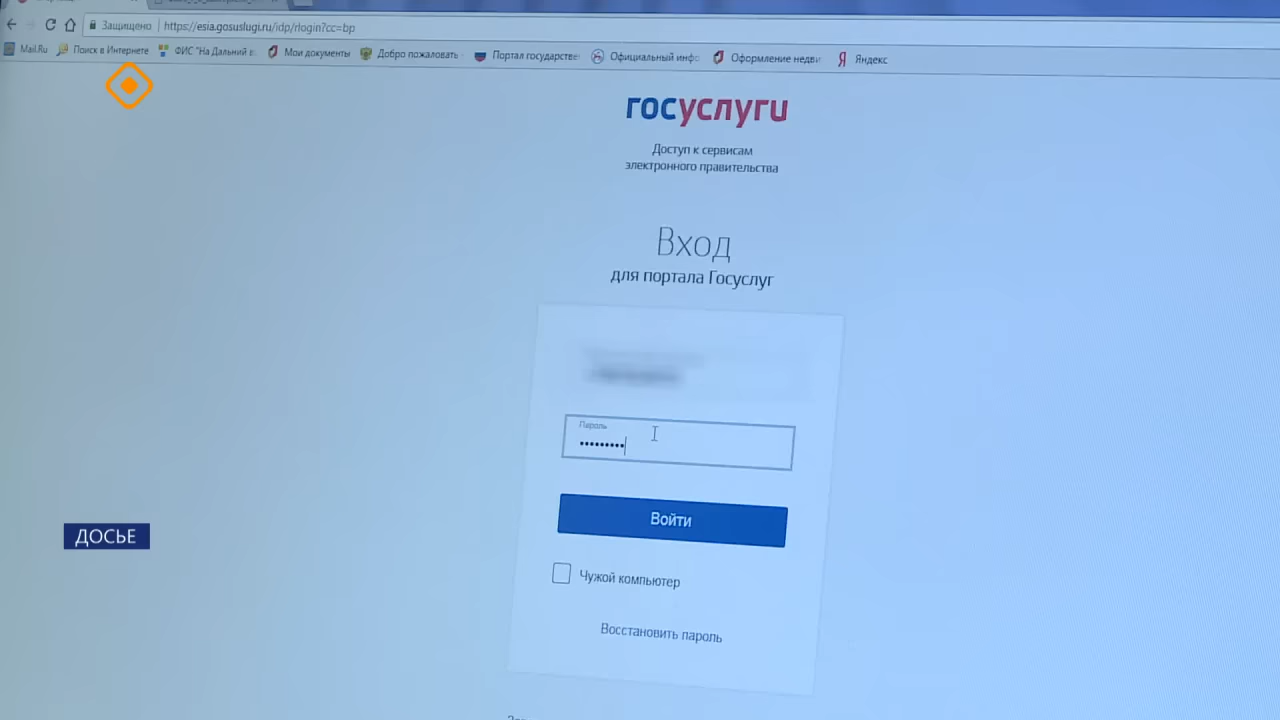 Защищено
https://esia.gosuslugi.ru/idp/rlogin?cc=bp
Mail.Ru
Поиск в Интернете
ФИС "На Дальний в
Мои документы
Добро пожаловать
Портал государстве
Официальный инфо
Оформление недви
Яндекс
госуслуги
Доступ к сервисам
электронного правительства
Вход
для портала Госуслуг
Пароль
Войти
Чужой компьютер
Восстановить пароль
ДОСЬЕ